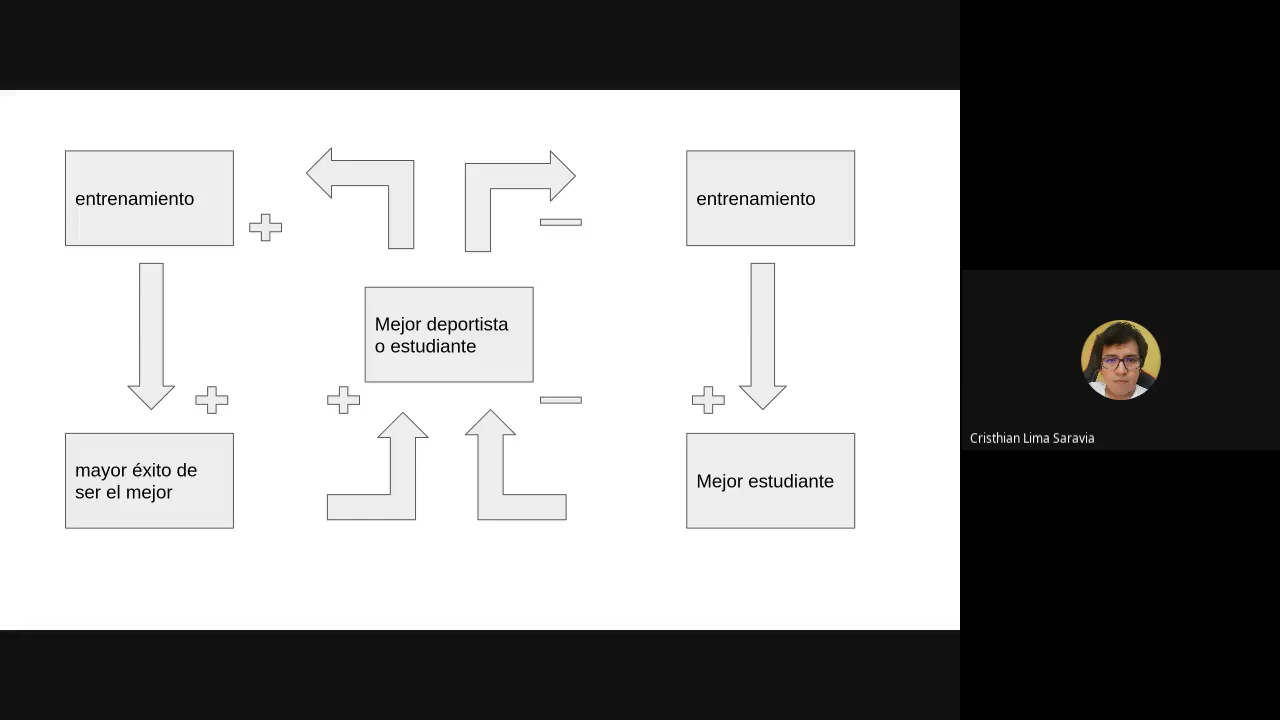 entrenamiento
entrenamiento
Mejor deportista
o estudiante
mayor éxito de
ser el mejor
Mejor estudiante
Cristhian Lima Saravia